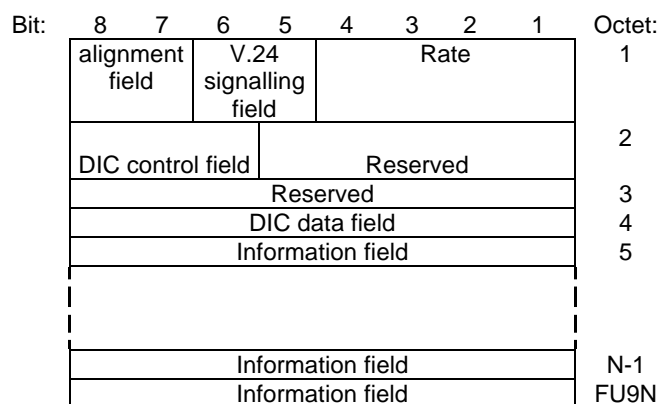 Bit: 8 7 6 5 4 3 2 1 Octet:
alignment V.24 Rate 1
field signalling
field
2
DIC control field Reserved
Reserved 3
DIC data field 4
Information field 5
Information field N-1
Information field FU9N